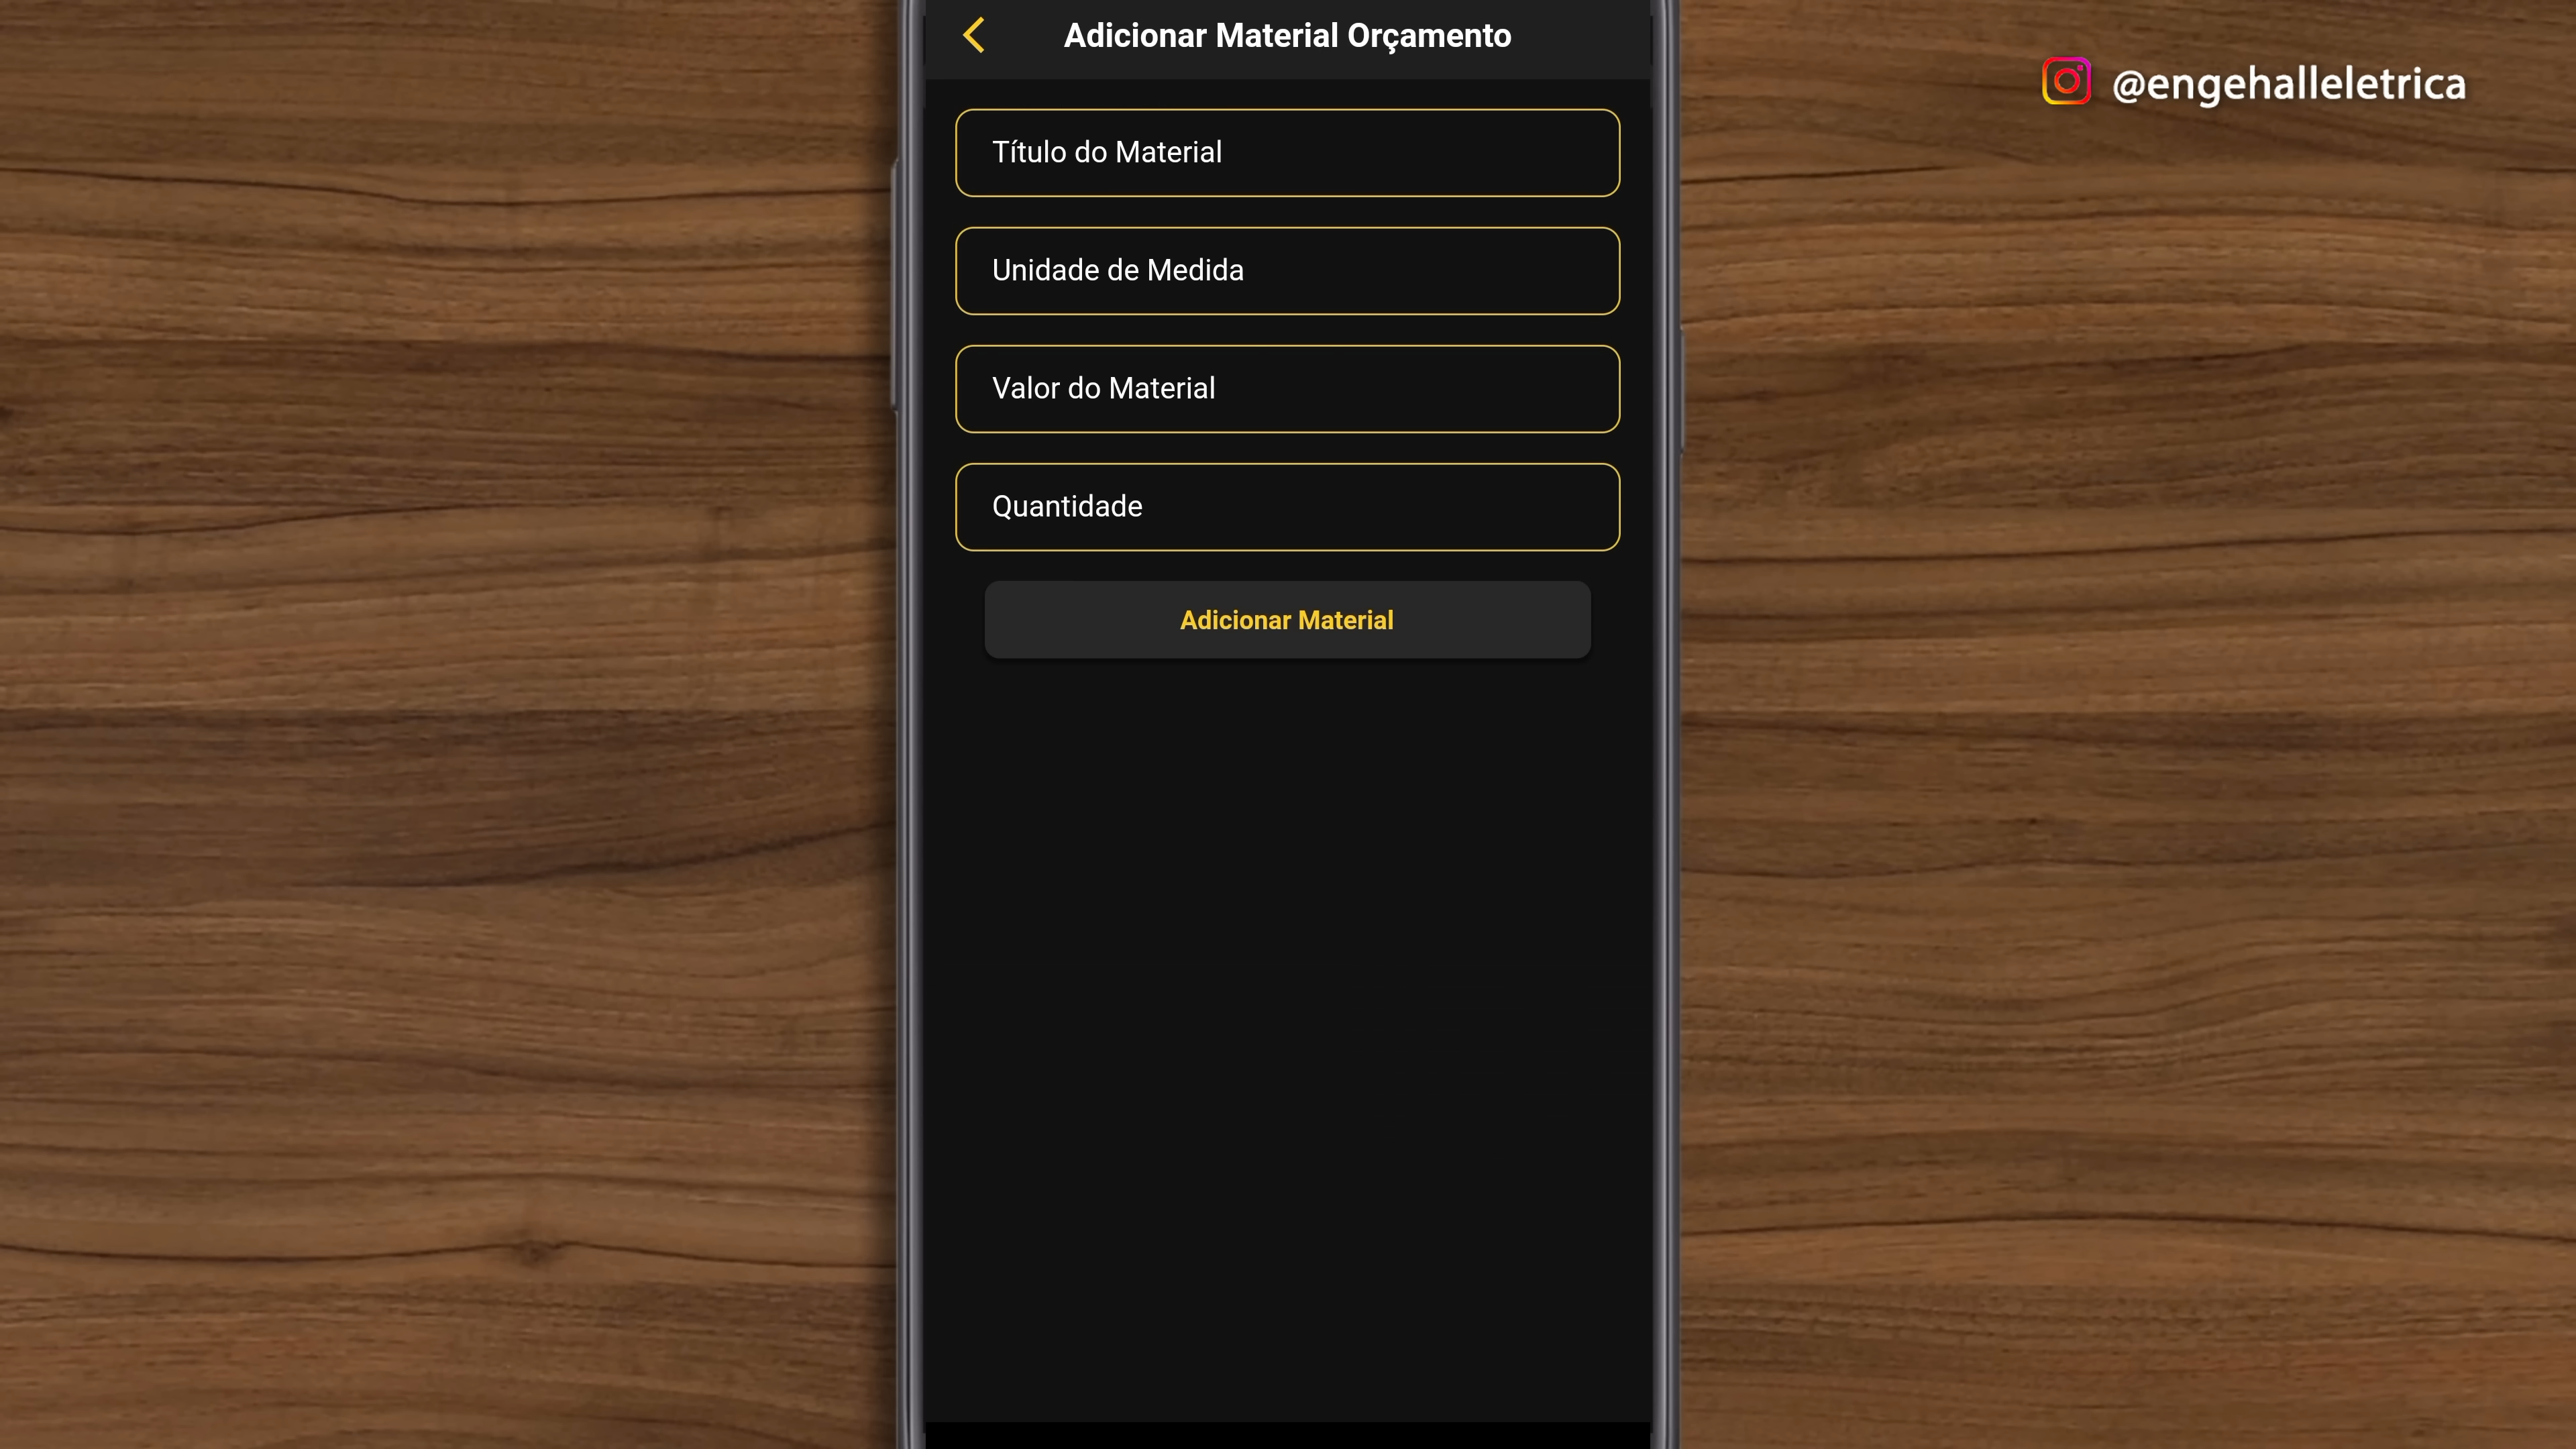 Adicionar Material Orçamento
@engehalleletrica
Título do Material
Unidade de Medida
Valor do Material
Quantidade
Adicionar Material